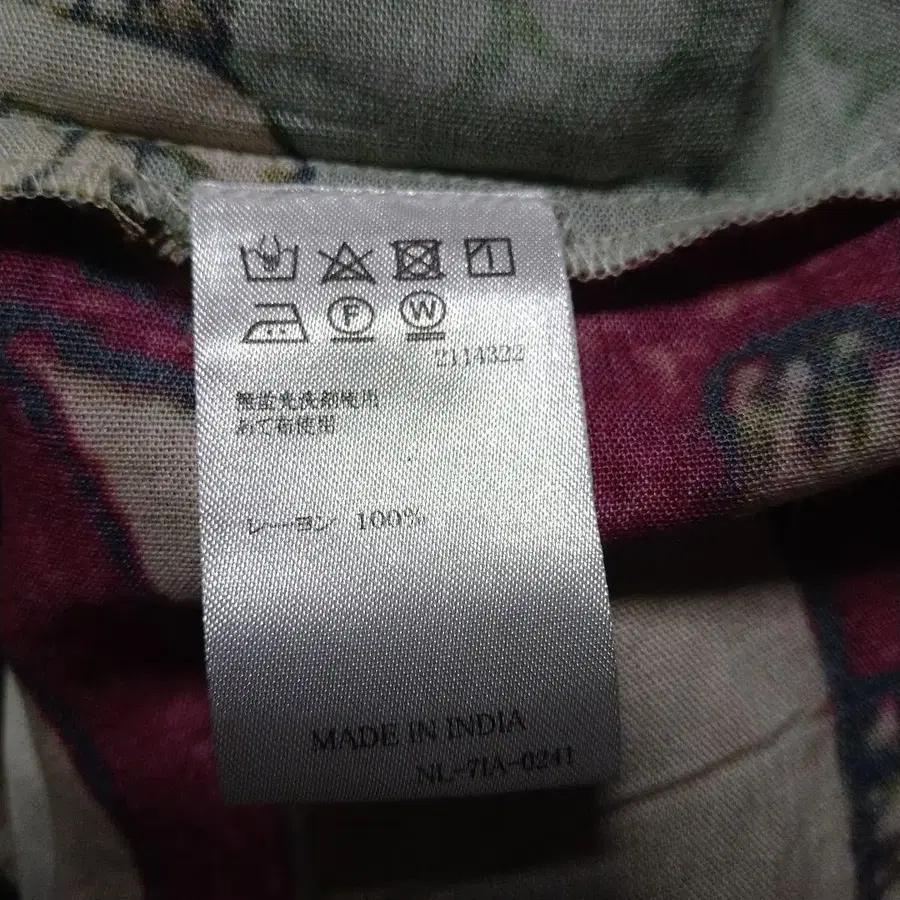 F W
2114322
無蛍光洗剤使用
あて布使用
レーヨン 100%
MADE IN INDIA
NL-7IA-0241